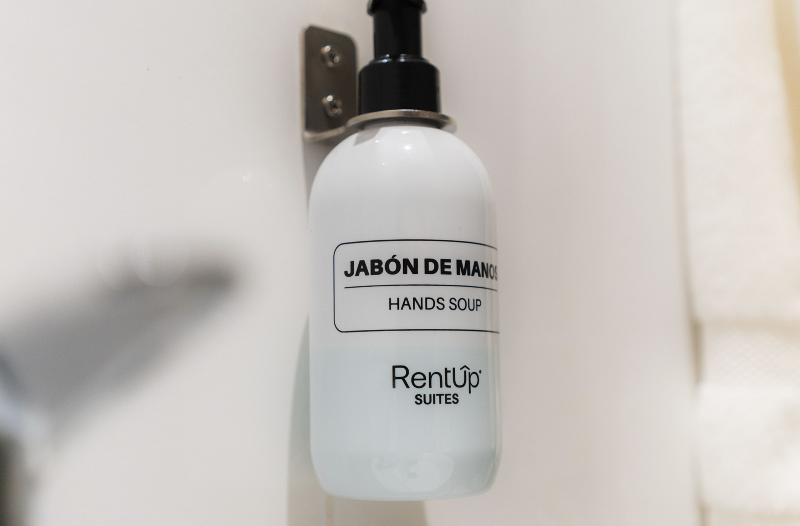 JABÓN DE MANOS
HANDS SOUP
RentUp
SUITES